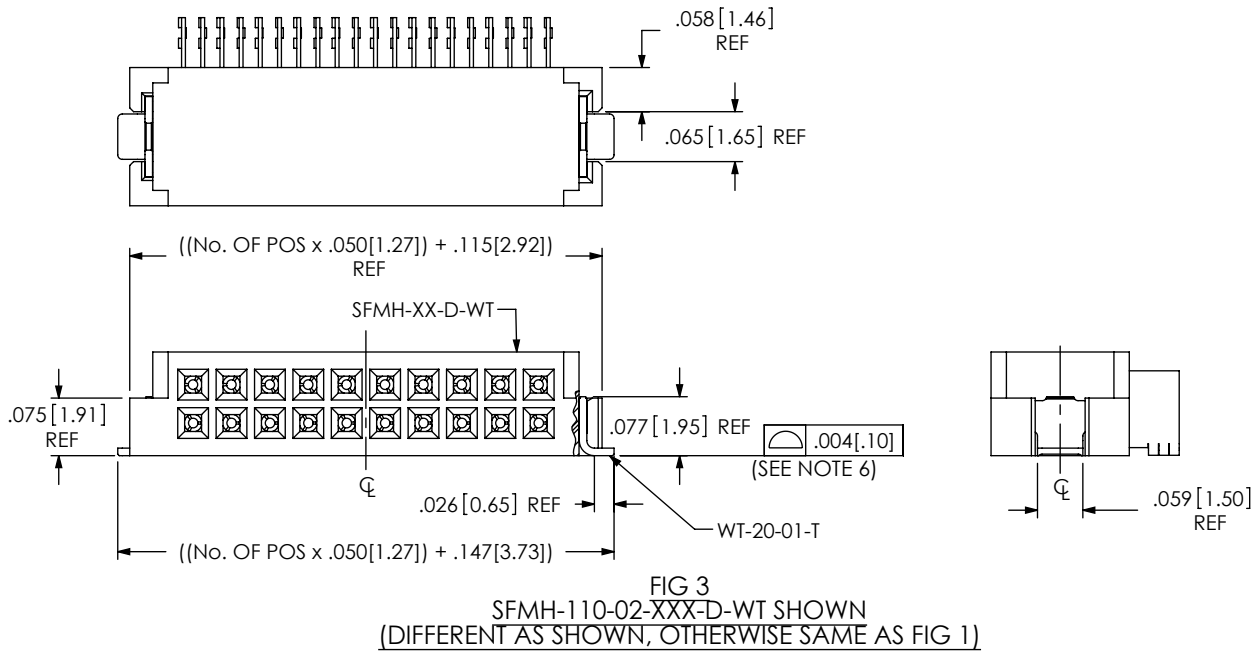 .058[1.46]
REF
.065[1.65] REF
((No. OF POS x .050[1.27]) + .115[2.92])
REF
SFMH-XX-D-WT
.075[1.91]
REF
.077[1.95] REF
.004[.10]
(SEE NOTE 6)
℄
℄
.026[0.65] REF
.059[1.50]
REF
WT-20-01-T
((No. OF POS x .050[1.27]) + .147[3.73])
FIG 3
SFMH-110-02-XXX-D-WT SHOWN
(DIFFERENT AS SHOWN, OTHERWISE SAME AS FIG 1)